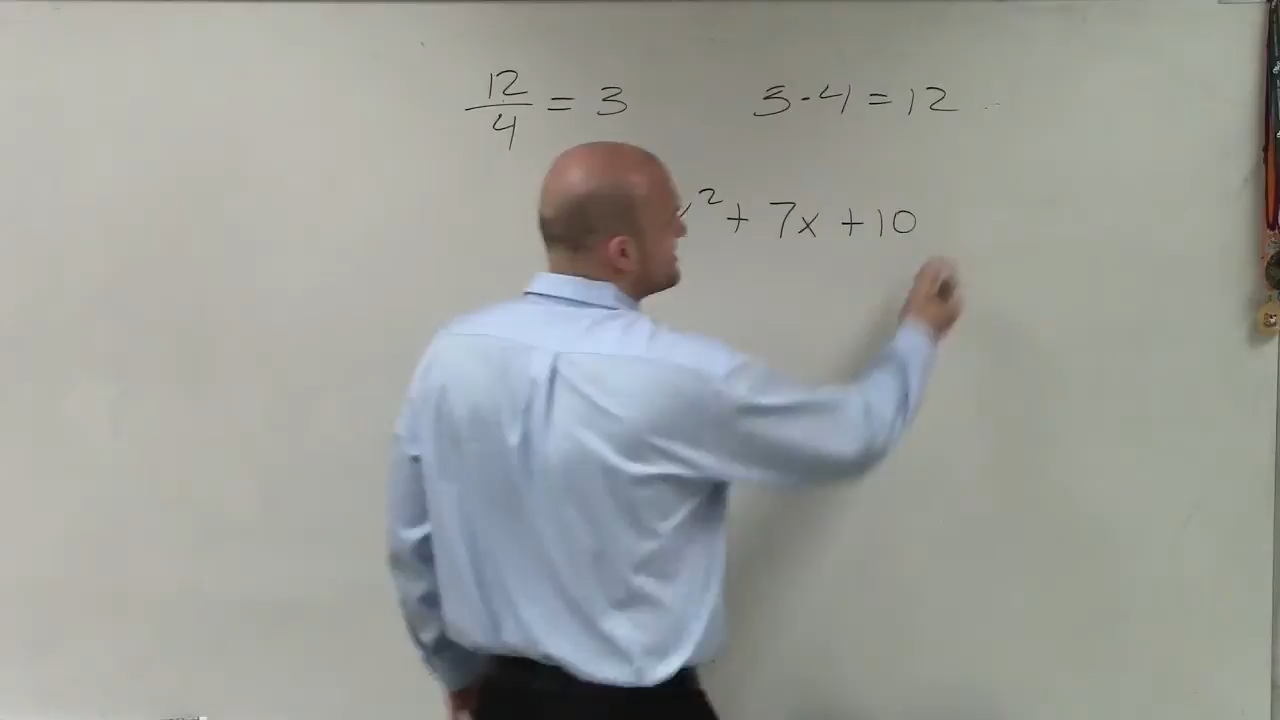 12/4 = 3 3·4 = 12
² + 7x + 10